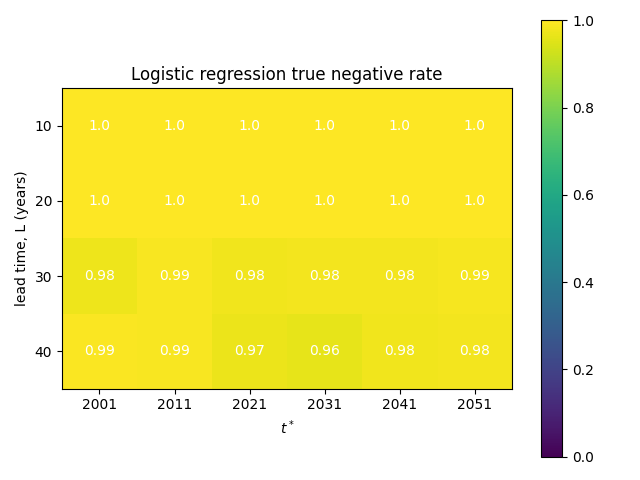 Logistic regression true negative rate
lead time, L (years)
10 1.0 1.0 1.0 1.0 1.0 1.0
20 1.0 1.0 1.0 1.0 1.0 1.0
30 0.98 0.99 0.98 0.98 0.98 0.99
40 0.99 0.99 0.97 0.96 0.98 0.98
2001 2011 2021 2031 2041 2051
t*
1.0
0.8
0.6
0.4
0.2
0.0